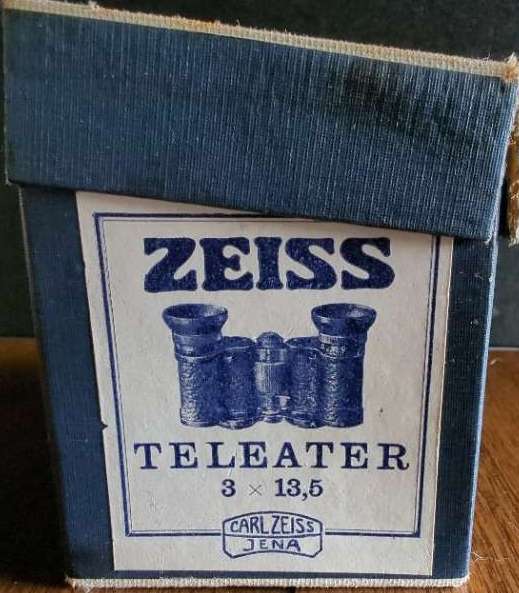 ZEISS
TELEATER
3 × 13,5
CARL ZEISS
JENA